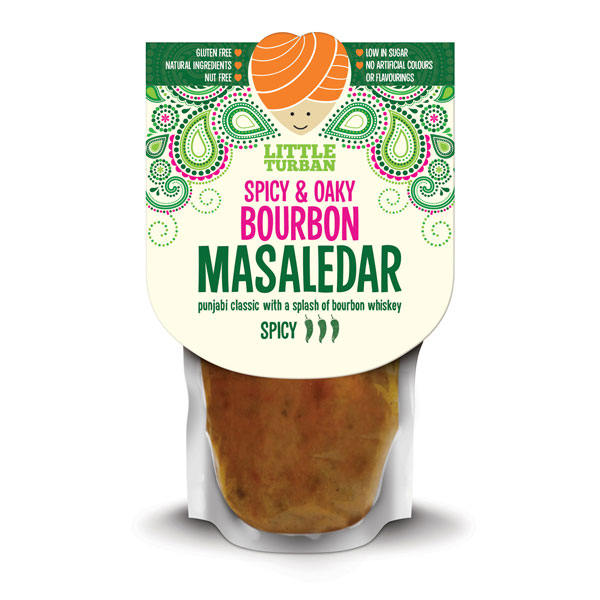 GLUTEN FREE
NATURAL INGREDIENTS
NUT FREE
LOW IN SUGAR
NO ARTIFICIAL COLOURS
OR FLAVOURINGS
LITTLE
TURBAN
SPICY & OAKY
BOURBON
MASALEDAR
punjabi classic with a splash of bourbon whiskey
SPICY